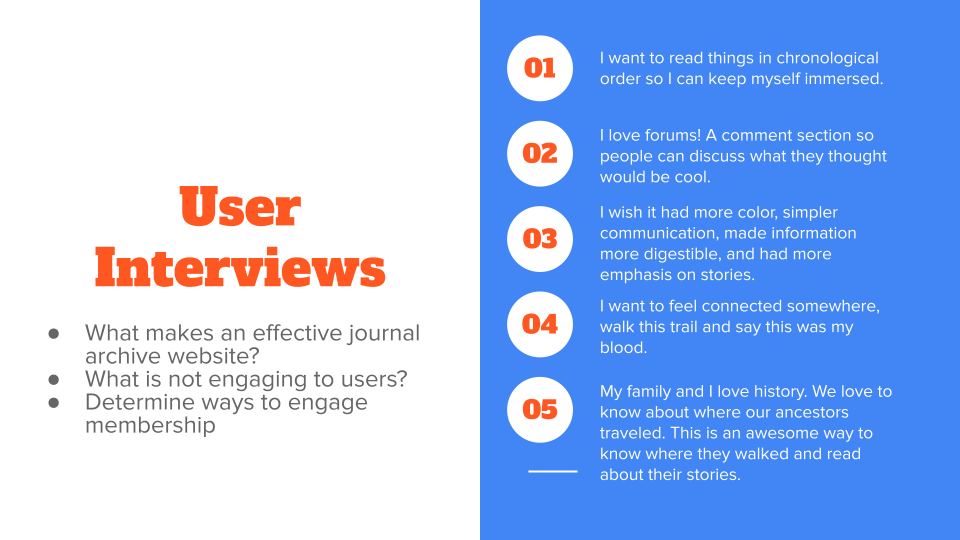 User
Interviews
● What makes an effective journal
archive website?
● What is not engaging to users?
● Determine ways to engage
membership
01
I want to read things in chronological
order so I can keep myself immersed.
02
I love forums! A comment section so
people can discuss what they thought
would be cool.
03
I wish it had more color, simpler
communication, made information
more digestible, and had more
emphasis on stories.
04
I want to feel connected somewhere,
walk this trail and say this was my
blood.
05
My family and I love history. We love to
know about where our ancestors
traveled. This is an awesome way to
know where they walked and read
about their stories.